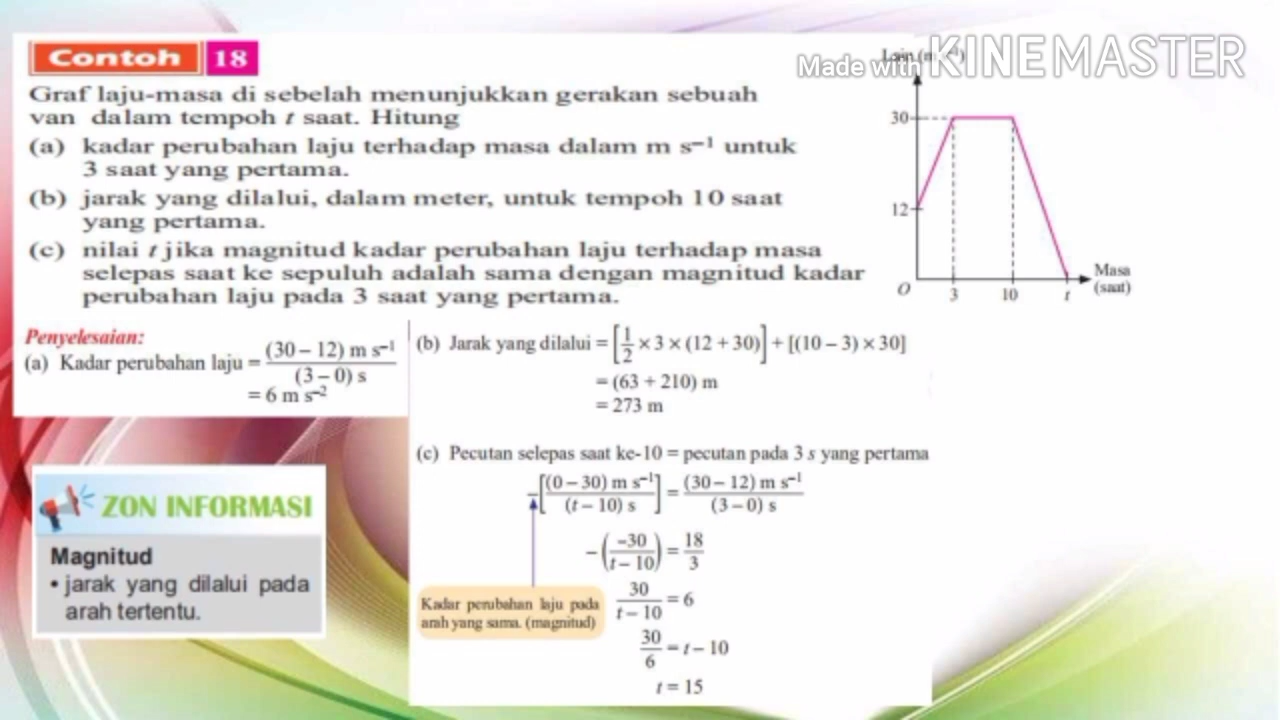 Contoh 18
Made with KINEMASTER
Graf laju-masa di sebelah menunjukkan gerakan sebuah
van dalam tempoh t saat. Hitung
(a) kadar perubahan laju terhadap masa dalam m s⁻¹ untuk
3 saat yang pertama.
(b) jarak yang dilalui, dalam meter, untuk tempoh 10 saat
yang pertama.
(c) nilai t jika magnitud kadar perubahan laju terhadap masa
selepas saat ke sepuluh adalah sama dengan magnitud kadar
perubahan laju pada 3 saat yang pertama.
30
12
O 3 10 t
Masa
(saat)
Penyelesaian:
(a) Kadar perubahan laju = (30 – 12) m s⁻¹ / (3 – 0) s
= 6 m s⁻²
(b) Jarak yang dilalui = [1/2 × 3 × (12 + 30)] + [(10 – 3) × 30]
= (63 + 210) m
= 273 m
(c) Pecutan selepas saat ke-10 = pecutan pada 3 s yang pertama
–[(0 – 30) m s⁻¹ / (t – 10) s] = (30 – 12) m s⁻¹ / (3 – 0) s
–(–30 / t – 10) = 18/3
30 / t – 10 = 6
30/6 = t – 10
t = 15
Kadar perubahan laju pada
arah yang sama. (magnitud)
ZON INFORMASI
Magnitud
• jarak yang dilalui pada
arah tertentu.